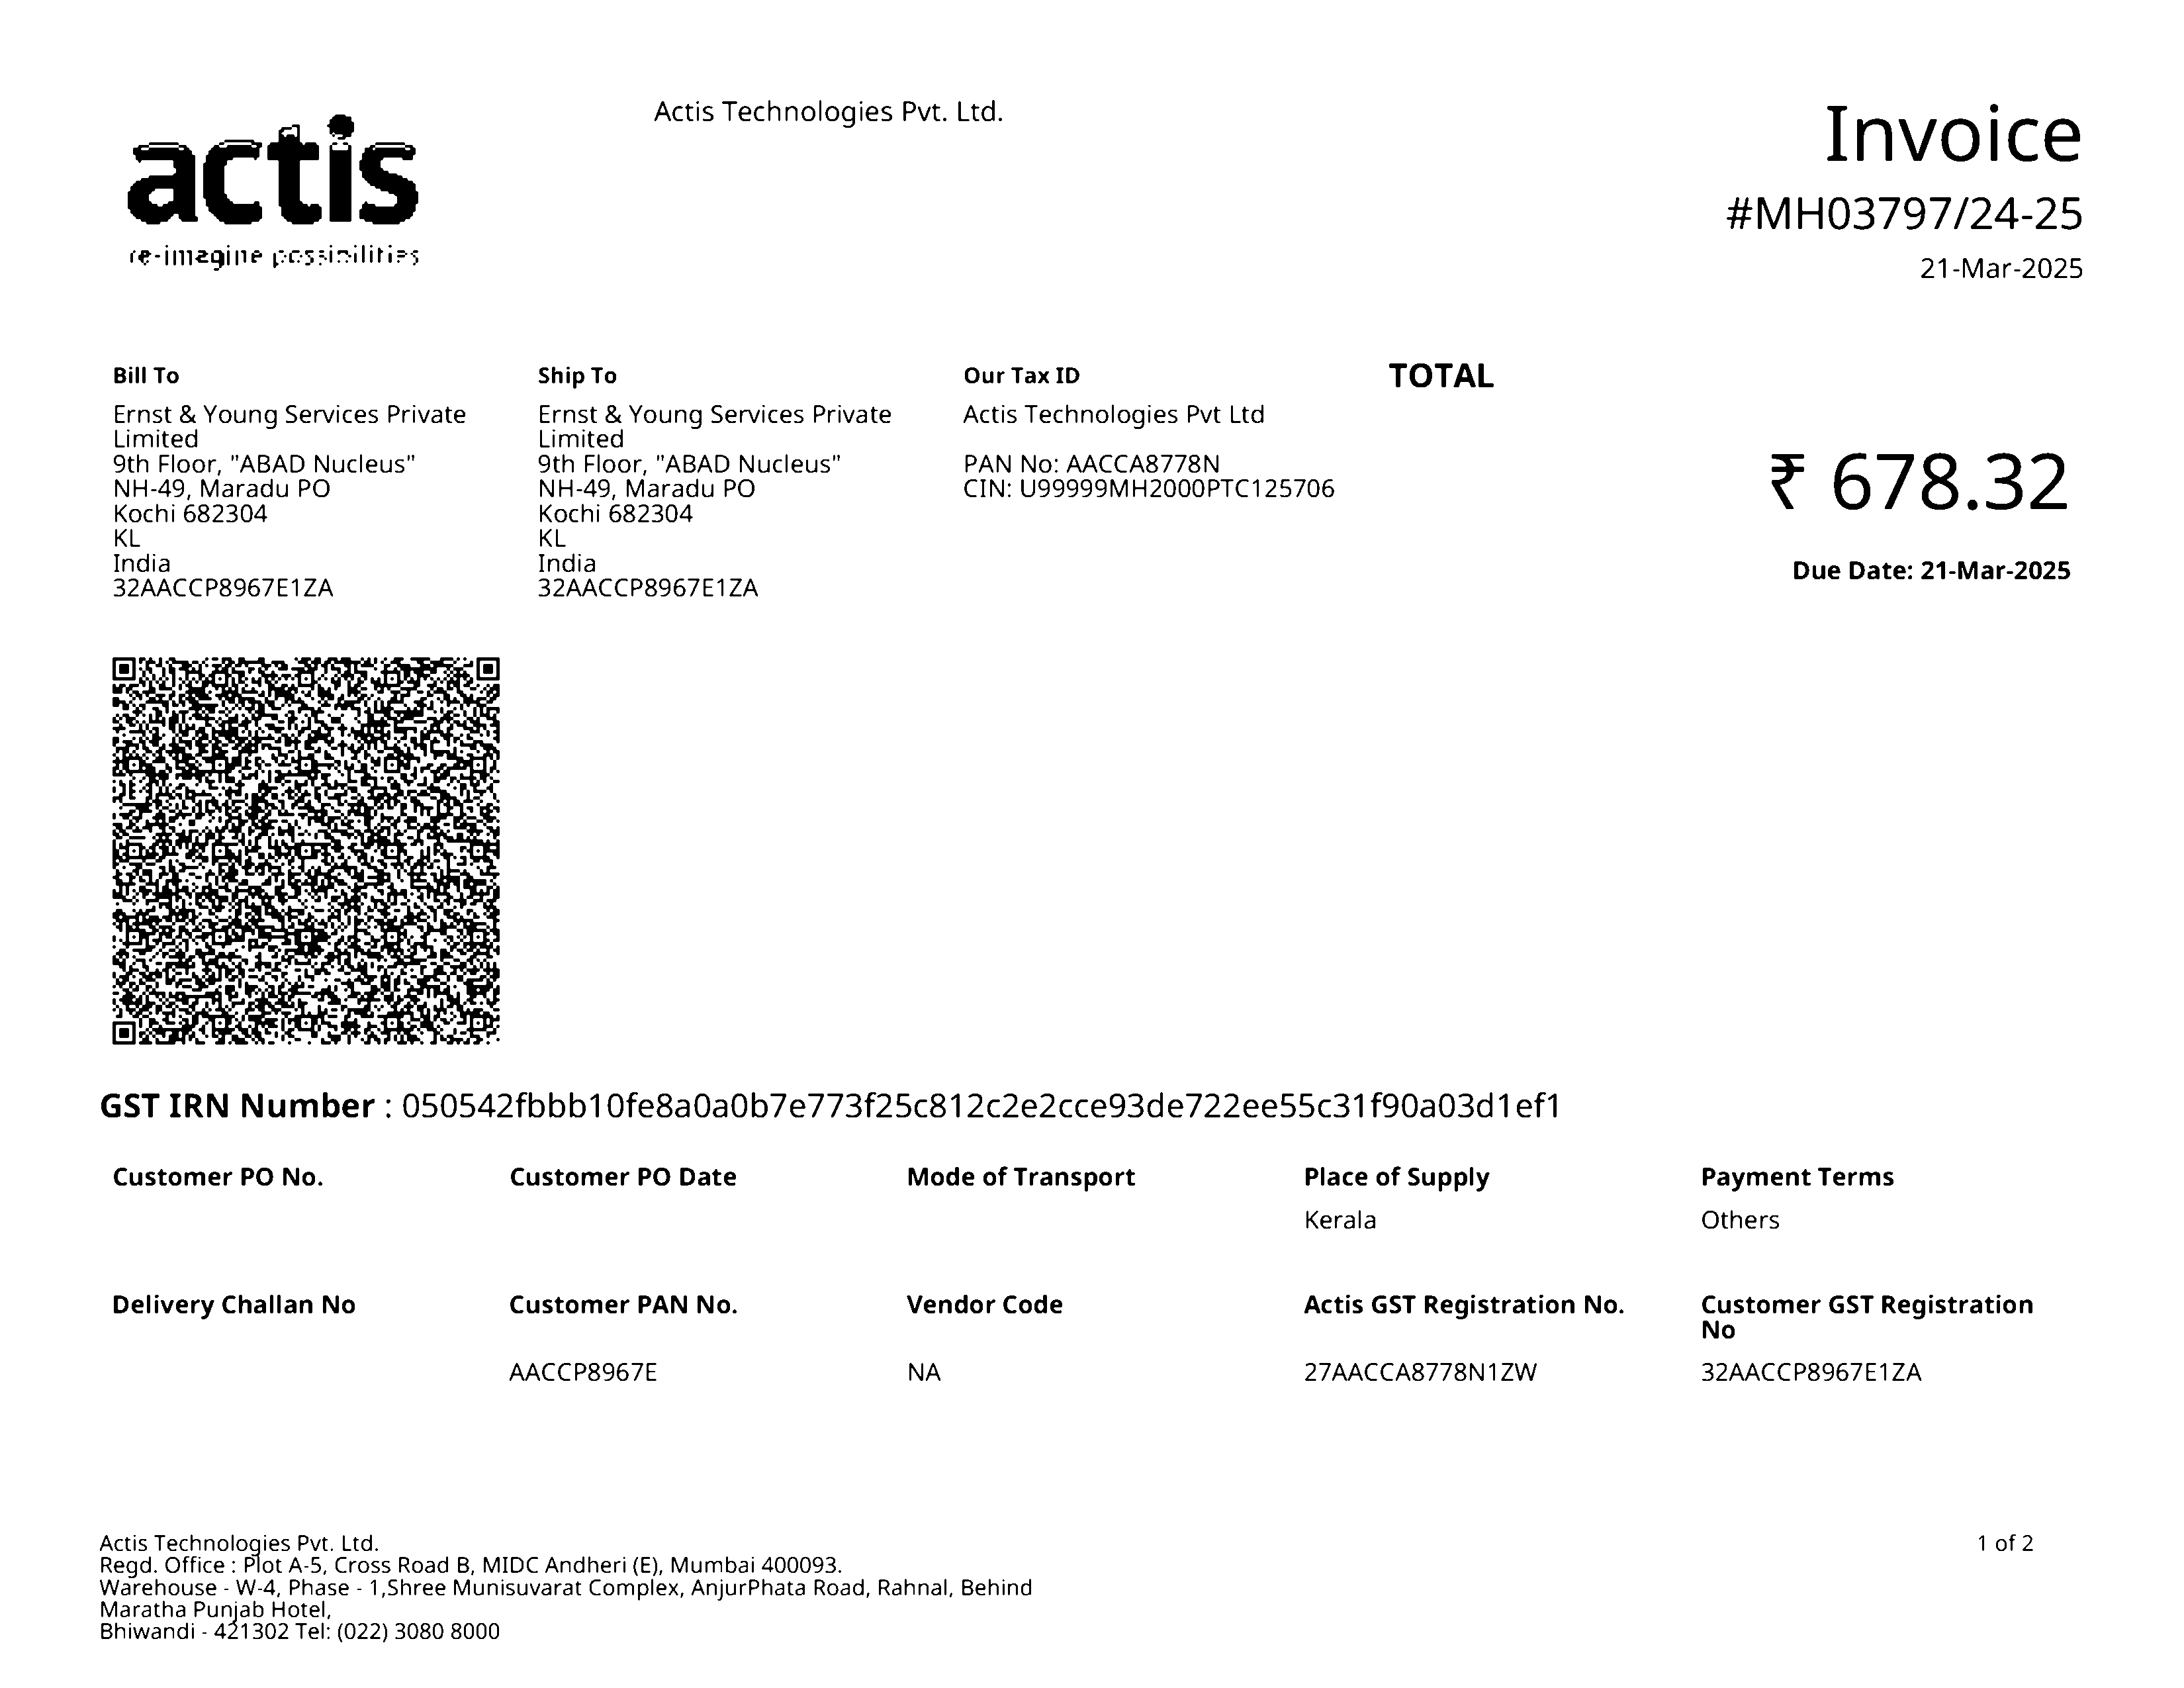 actis
re-imagine possibilities
Actis Technologies Pvt. Ltd.
Invoice
#MH03797/24-25
21-Mar-2025
Bill To
Ernst & Young Services Private
Limited
9th Floor, "ABAD Nucleus"
NH-49, Maradu PO
Kochi 682304
KL
India
32AACCP8967E1ZA
Ship To
Ernst & Young Services Private
Limited
9th Floor, "ABAD Nucleus"
NH-49, Maradu PO
Kochi 682304
KL
India
32AACCP8967E1ZA
Our Tax ID
Actis Technologies Pvt Ltd
PAN No: AACCA8778N
CIN: U99999MH2000PTC125706
TOTAL
₹ 678.32
Due Date: 21-Mar-2025
GST IRN Number : 050542fbbb10fe8a0a0b7e773f25c812c2e2cce93de722ee55c31f90a03d1ef1
Customer PO No.
Customer PO Date
Mode of Transport
Place of Supply
Kerala
Payment Terms
Others
Delivery Challan No
Customer PAN No.
AACCP8967E
Vendor Code
NA
Actis GST Registration No.
27AACCA8778N1ZW
Customer GST Registration
No
32AACCP8967E1ZA
Actis Technologies Pvt. Ltd.
Regd. Office : Plot A-5, Cross Road B, MIDC Andheri (E), Mumbai 400093.
Warehouse - W-4, Phase - 1,Shree Munisuvarat Complex, AnjurPhata Road, Rahnal, Behind
Maratha Punjab Hotel,
Bhiwandi - 421302 Tel: (022) 3080 8000
1 of 2